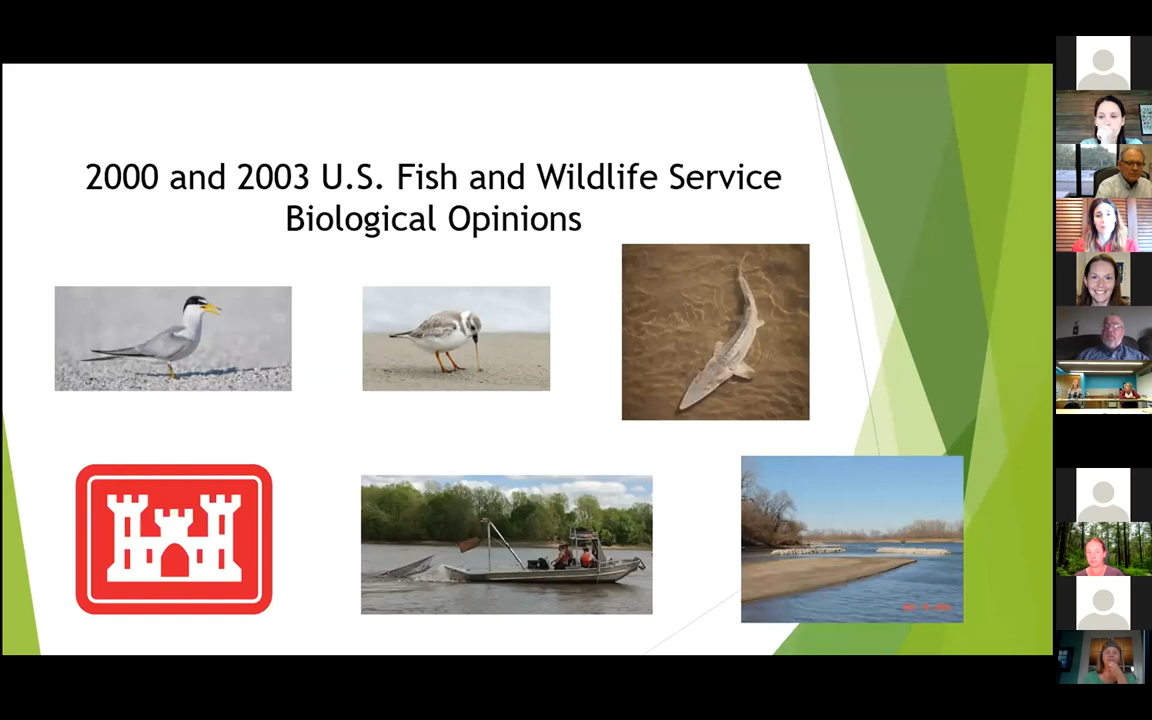 2000 and 2003 U.S. Fish and Wildlife Service
Biological Opinions